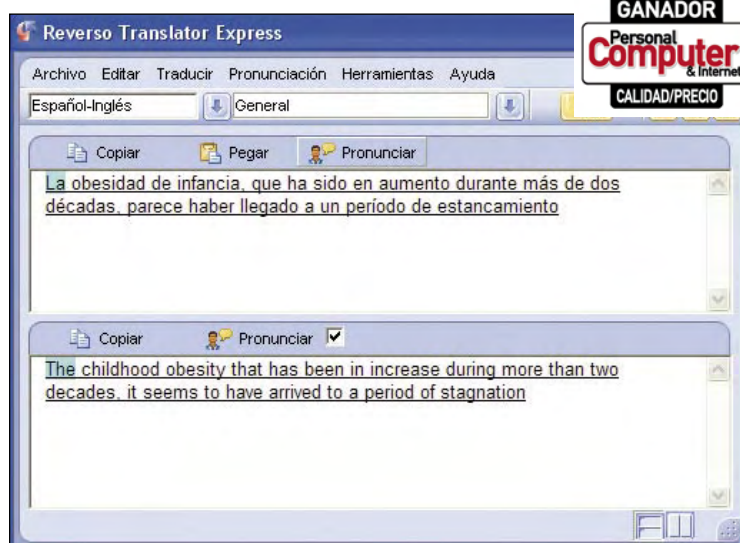 GANADOR
Personal
Computer
& Internet
CALIDAD/PRECIO
Reverso Translator Express
Archivo Editar Traducir Pronunciación Herramientas Ayuda
Español-Inglés General
Copiar Pegar Pronunciar
La obesidad de infancia, que ha sido en aumento durante más de dos
décadas, parece haber llegado a un período de estancamiento
Copiar Pronunciar
The childhood obesity that has been in increase during more than two
decades, it seems to have arrived to a period of stagnation